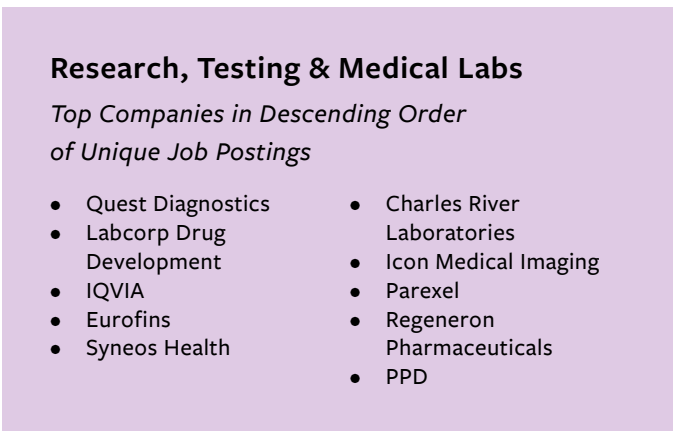 Research, Testing & Medical Labs
Top Companies in Descending Order
of Unique Job Postings
• Quest Diagnostics
• Labcorp Drug
Development
• IQVIA
• Eurofins
• Syneos Health
• Charles River
Laboratories
• Icon Medical Imaging
• Parexel
• Regeneron
Pharmaceuticals
• PPD